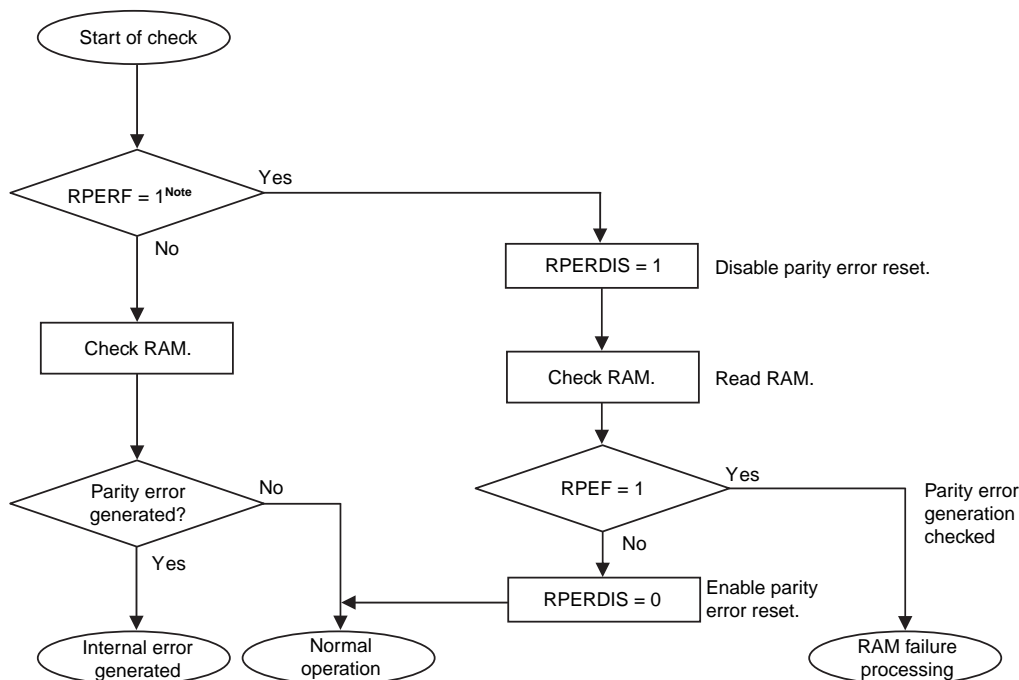 Start of check
RPERF = 1Note
Yes
No
RPERDIS = 1
Disable parity error reset.
Check RAM.
Check RAM.
Read RAM.
Parity error
generated?
No
Yes
RPEF = 1
Yes
No
Parity error
generation
checked
RPERDIS = 0
Enable parity
error reset.
Internal error
generated
Normal
operation
RAM failure
processing